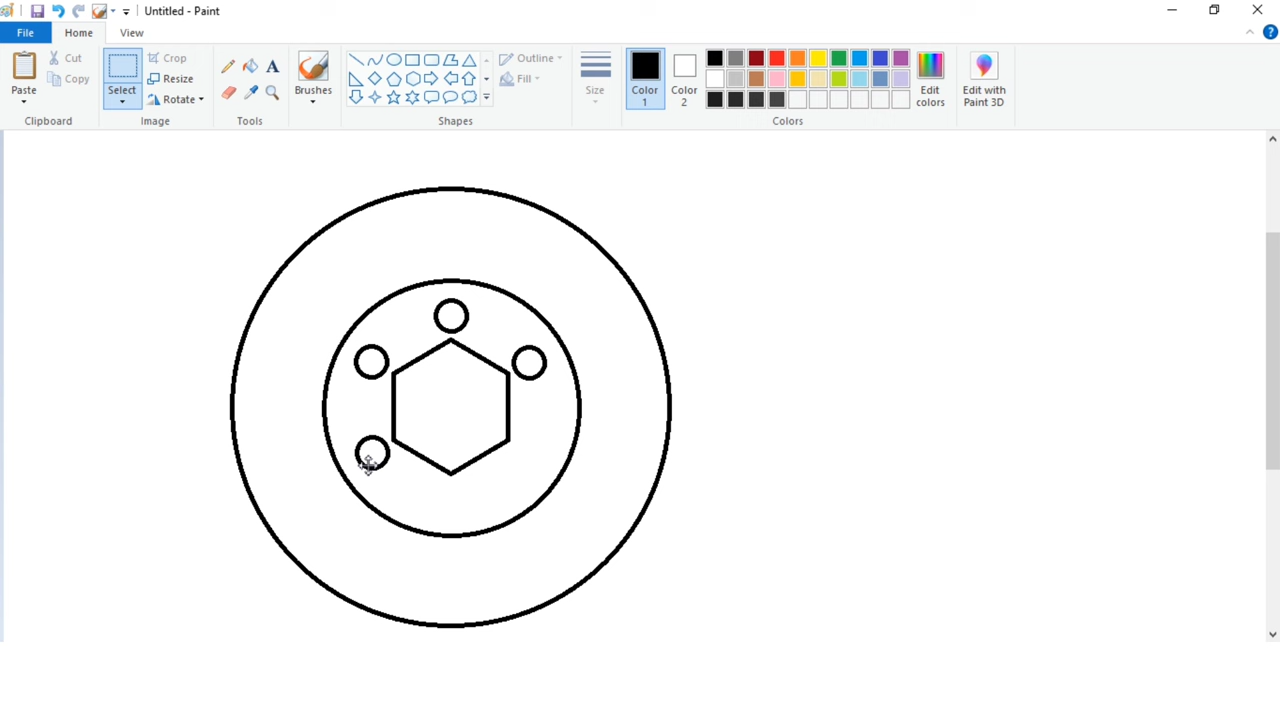 Untitled - Paint
File Home View
Paste
Cut
Copy
Clipboard
Select
Crop
Resize
Rotate
Image
A
Tools
Brushes
Shapes
Outline
Fill
Size
Color 1
Color 2
Edit colors
Colors
Edit with Paint 3D
?